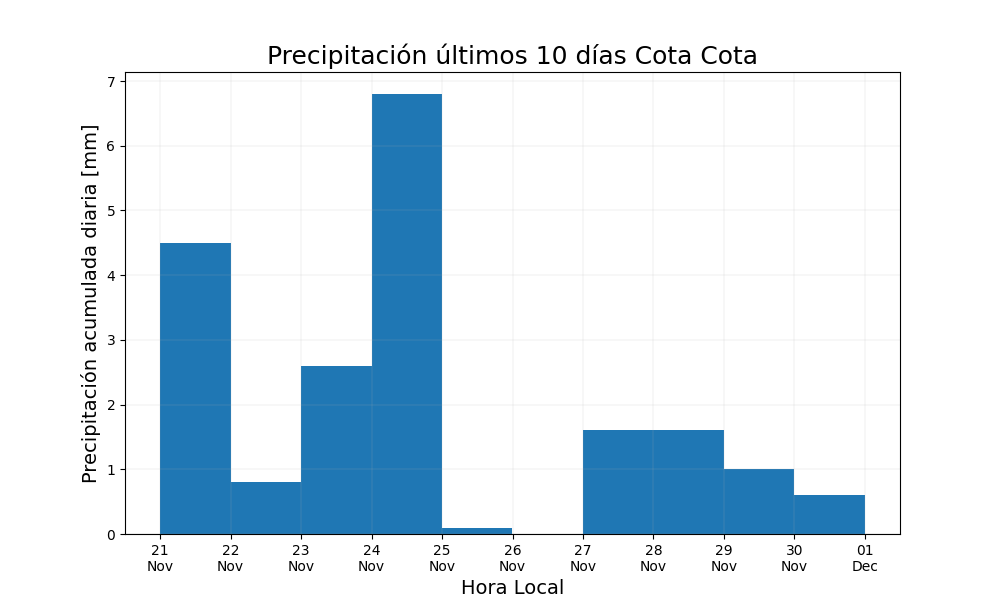 Precipitación últimos 10 días Cota Cota
Precipitación acumulada diaria [mm]
7
6
5
4
3
2
1
0
21 22 23 24 25 26 27 28 29 30 01
Nov Nov Nov Nov Nov Nov Nov Nov Nov Nov Dec
Hora Local